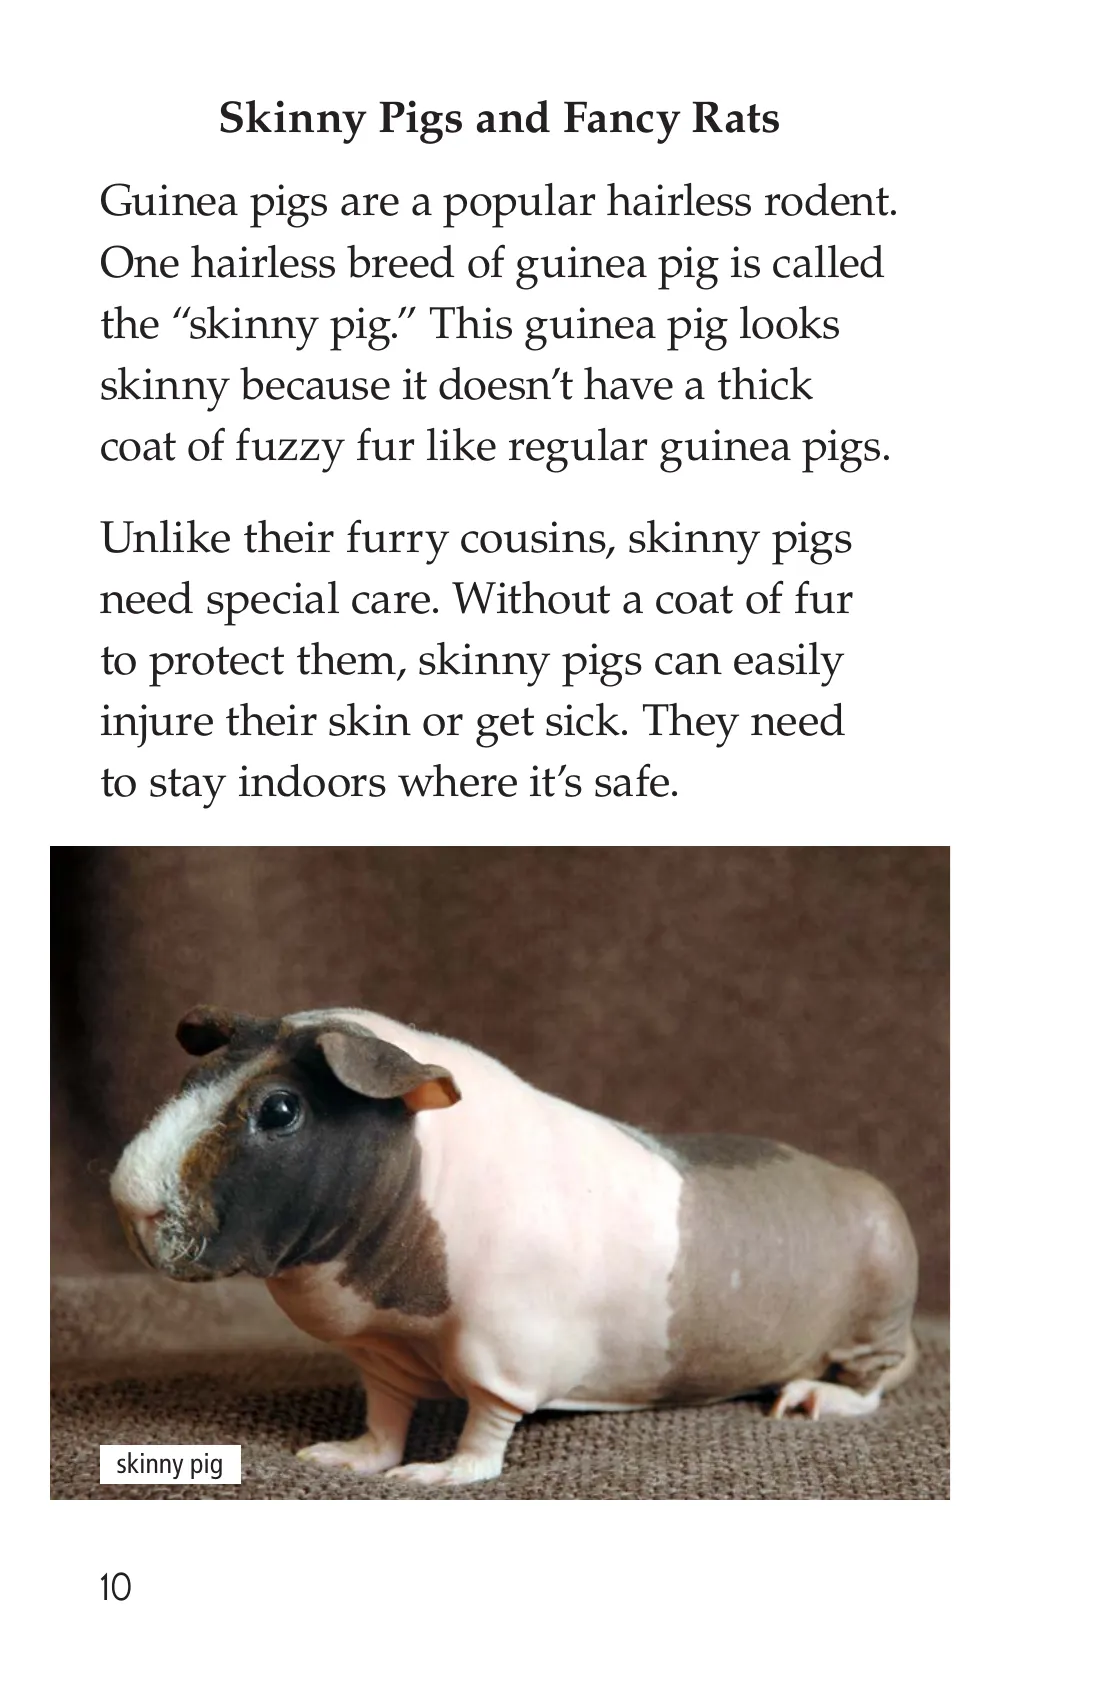 Skinny Pigs and Fancy Rats
Guinea pigs are a popular hairless rodent.
One hairless breed of guinea pig is called
the “skinny pig.” This guinea pig looks
skinny because it doesn’t have a thick
coat of fuzzy fur like regular guinea pigs.
Unlike their furry cousins, skinny pigs
need special care. Without a coat of fur
to protect them, skinny pigs can easily
injure their skin or get sick. They need
to stay indoors where it’s safe.
skinny pig
10